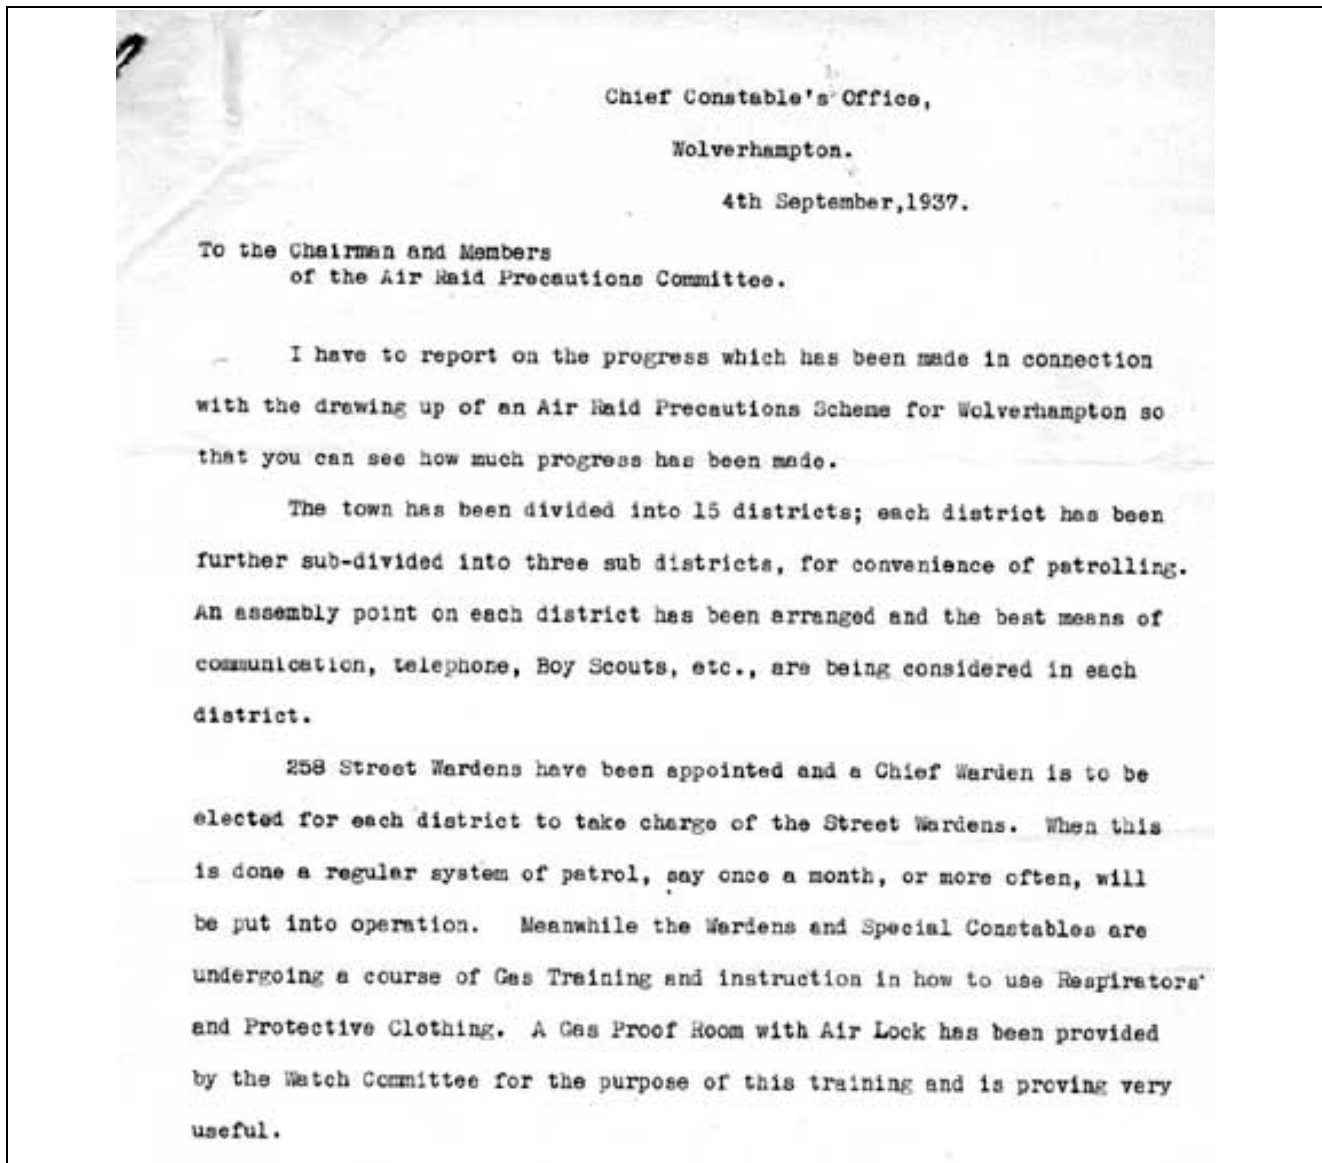 Chief Constable's Office,
Wolverhampton.
4th September,1937.
To the Chairman and Members
of the Air Raid Precautions Committee.
I have to report on the progress which has been made in connection
with the drawing up of an Air Raid Precautions Scheme for Wolverhampton so
that you can see how much progress has been made.
The town has been divided into 15 districts; each district has been
further sub-divided into three sub districts, for convenience of patrolling.
An assembly point on each district has been arranged and the best means of
communication, telephone, Boy Scouts, etc., are being considered in each
district.
258 Street Wardens have been appointed and a Chief Warden is to be
elected for each district to take charge of the Street Wardens. When this
is done a regular system of patrol, say once a month, or more often, will
be put into operation. Meanwhile the Wardens and Special Constables are
undergoing a course of Gas Training and instruction in how to use Respirators
and Protective Clothing. A Gas Proof Room with Air Lock has been provided
by the Watch Committee for the purpose of this training and is proving very
useful.